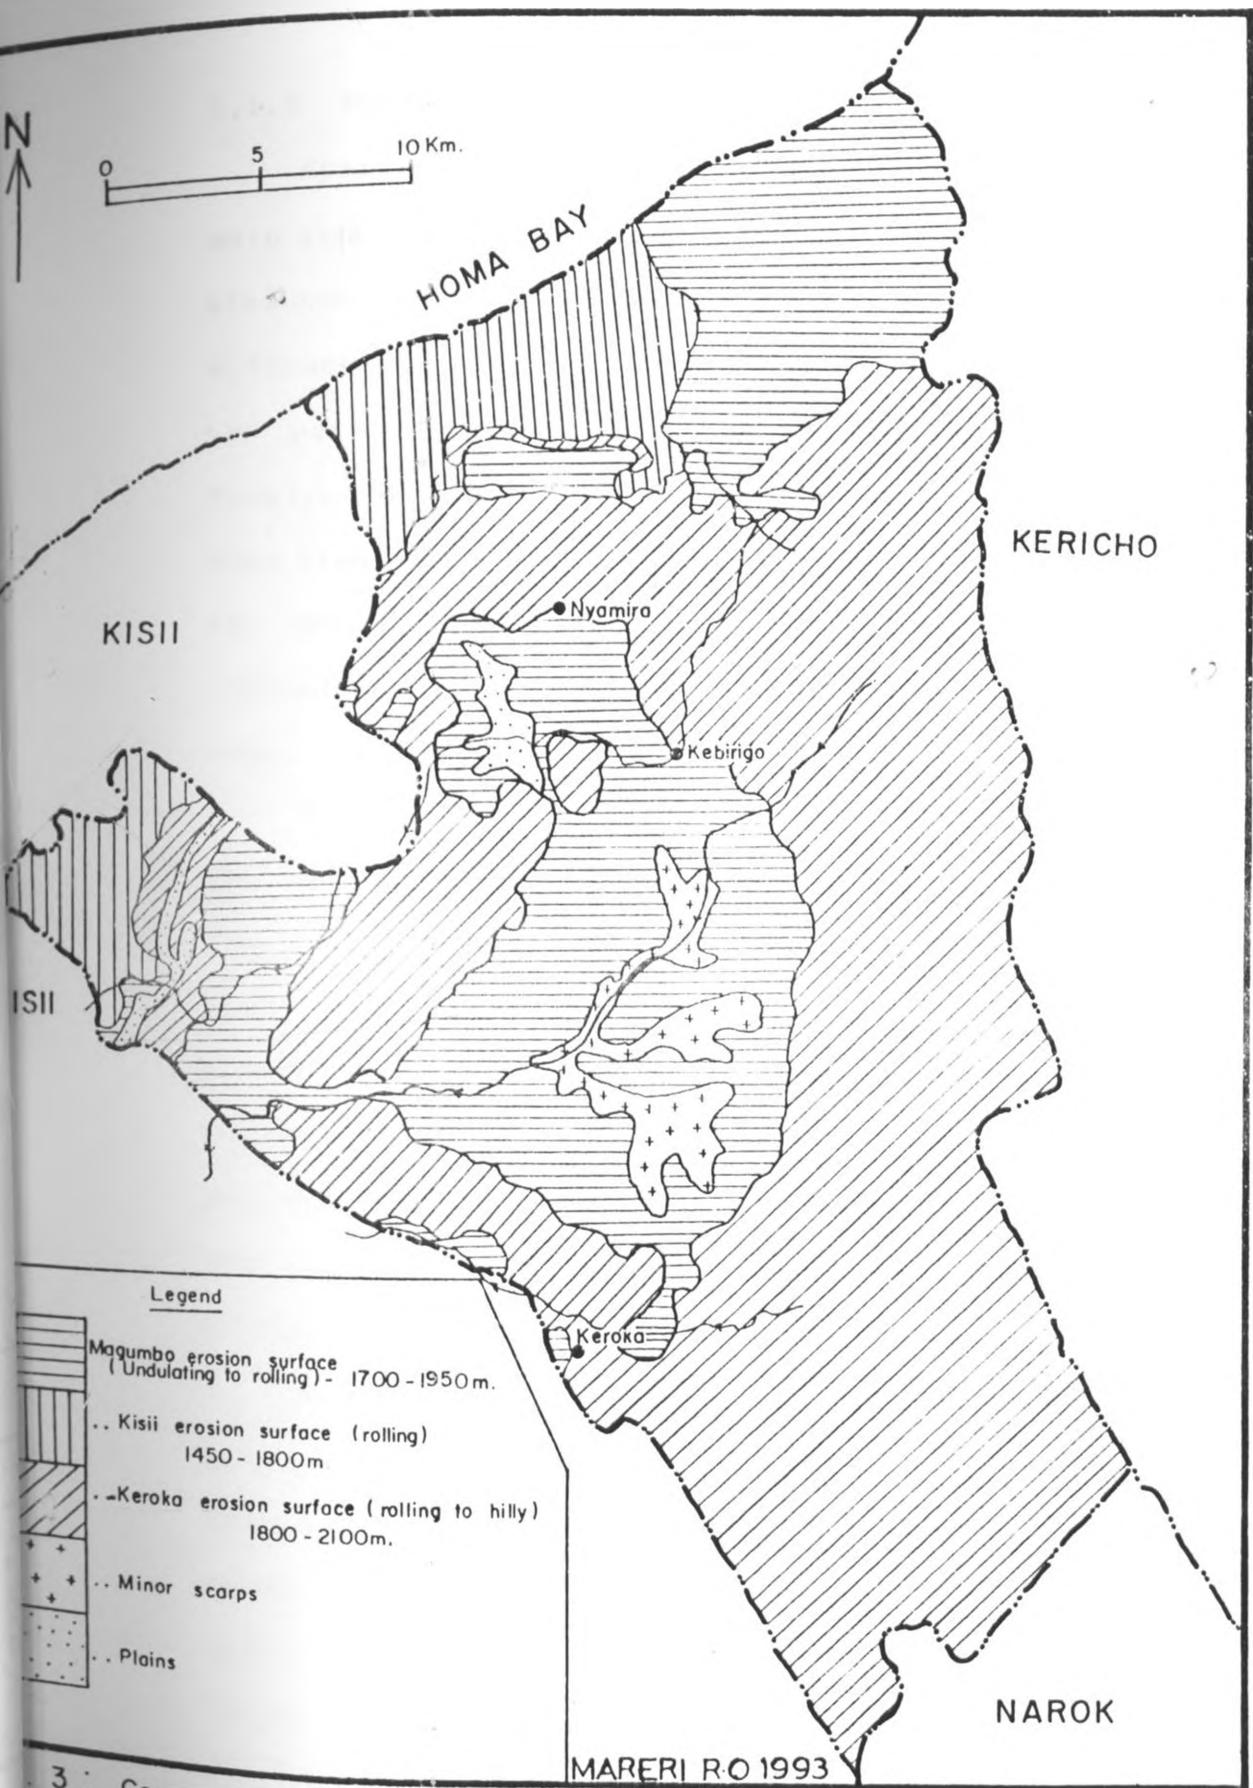 N
0 5 10 Km.
HOMA BAY
KERICHO
KISII
Nyamira
Kebirigo
ISII
Keroka
Legend
Magumbo erosion surface
(Undulating to rolling) - 1700 - 1950 m.
.. Kisii erosion surface (rolling)
1450 - 1800m
.. Keroka erosion surface (rolling to hilly)
1800 - 2100m.
.. Minor scarps
.. Plains
NAROK
MARERI R·O 1993
3 :